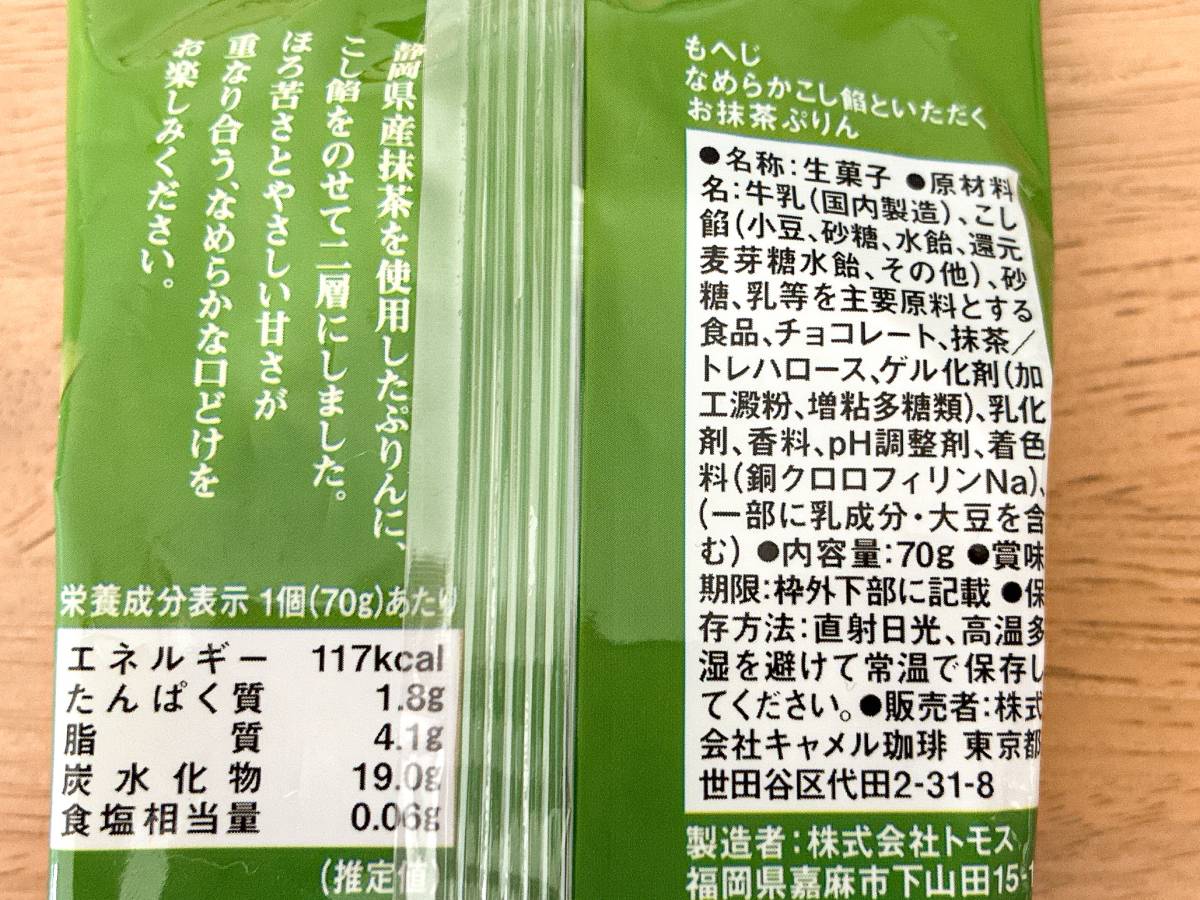 静岡県産抹茶を使用したぷりんに、
こし餡をのせて二層にしました。
ほろ苦さとやさしい甘さが
重なり合う、なめらかな口どけを
お楽しみください。
栄養成分表示 1個(70g)あたり
エネルギー 117kcal
たんぱく質 1.8g
脂質 4.1g
炭水化物 19.0g
食塩相当量 0.06g
(推定値)
もへじ
なめらかこし餡といただく
お抹茶ぷりん
●名称:生菓子 ●原材料
名:牛乳(国内製造)、こし
餡(小豆、砂糖、水飴、還元
麦芽糖水飴、その他)、砂
糖、乳等を主要原料とする
食品、チョコレート、抹茶/
トレハロース、ゲル化剤(加
工澱粉、増粘多糖類)、乳化
剤、香料、pH調整剤、着色
料(銅クロロフィリンNa)、
(一部に乳成分・大豆を含
む) ●内容量:70g ●賞味
期限:枠外下部に記載 ●保
存方法:直射日光、高温多
湿を避けて常温で保存し
てください。●販売者:株式
会社キャメル珈琲 東京都
世田谷区代田2-31-8
製造者:株式会社トモス
福岡県嘉麻市下山田15-1